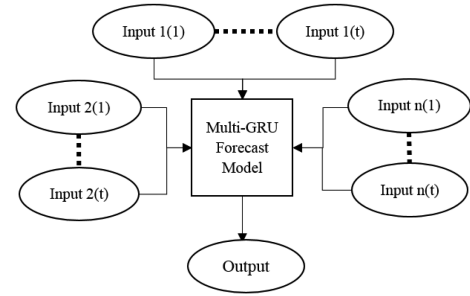 Input 1(1)
Input 1(t)
Input 2(1)
Input 2(t)
Multi-GRU
Forecast
Model
Input n(1)
Input n(t)
Output